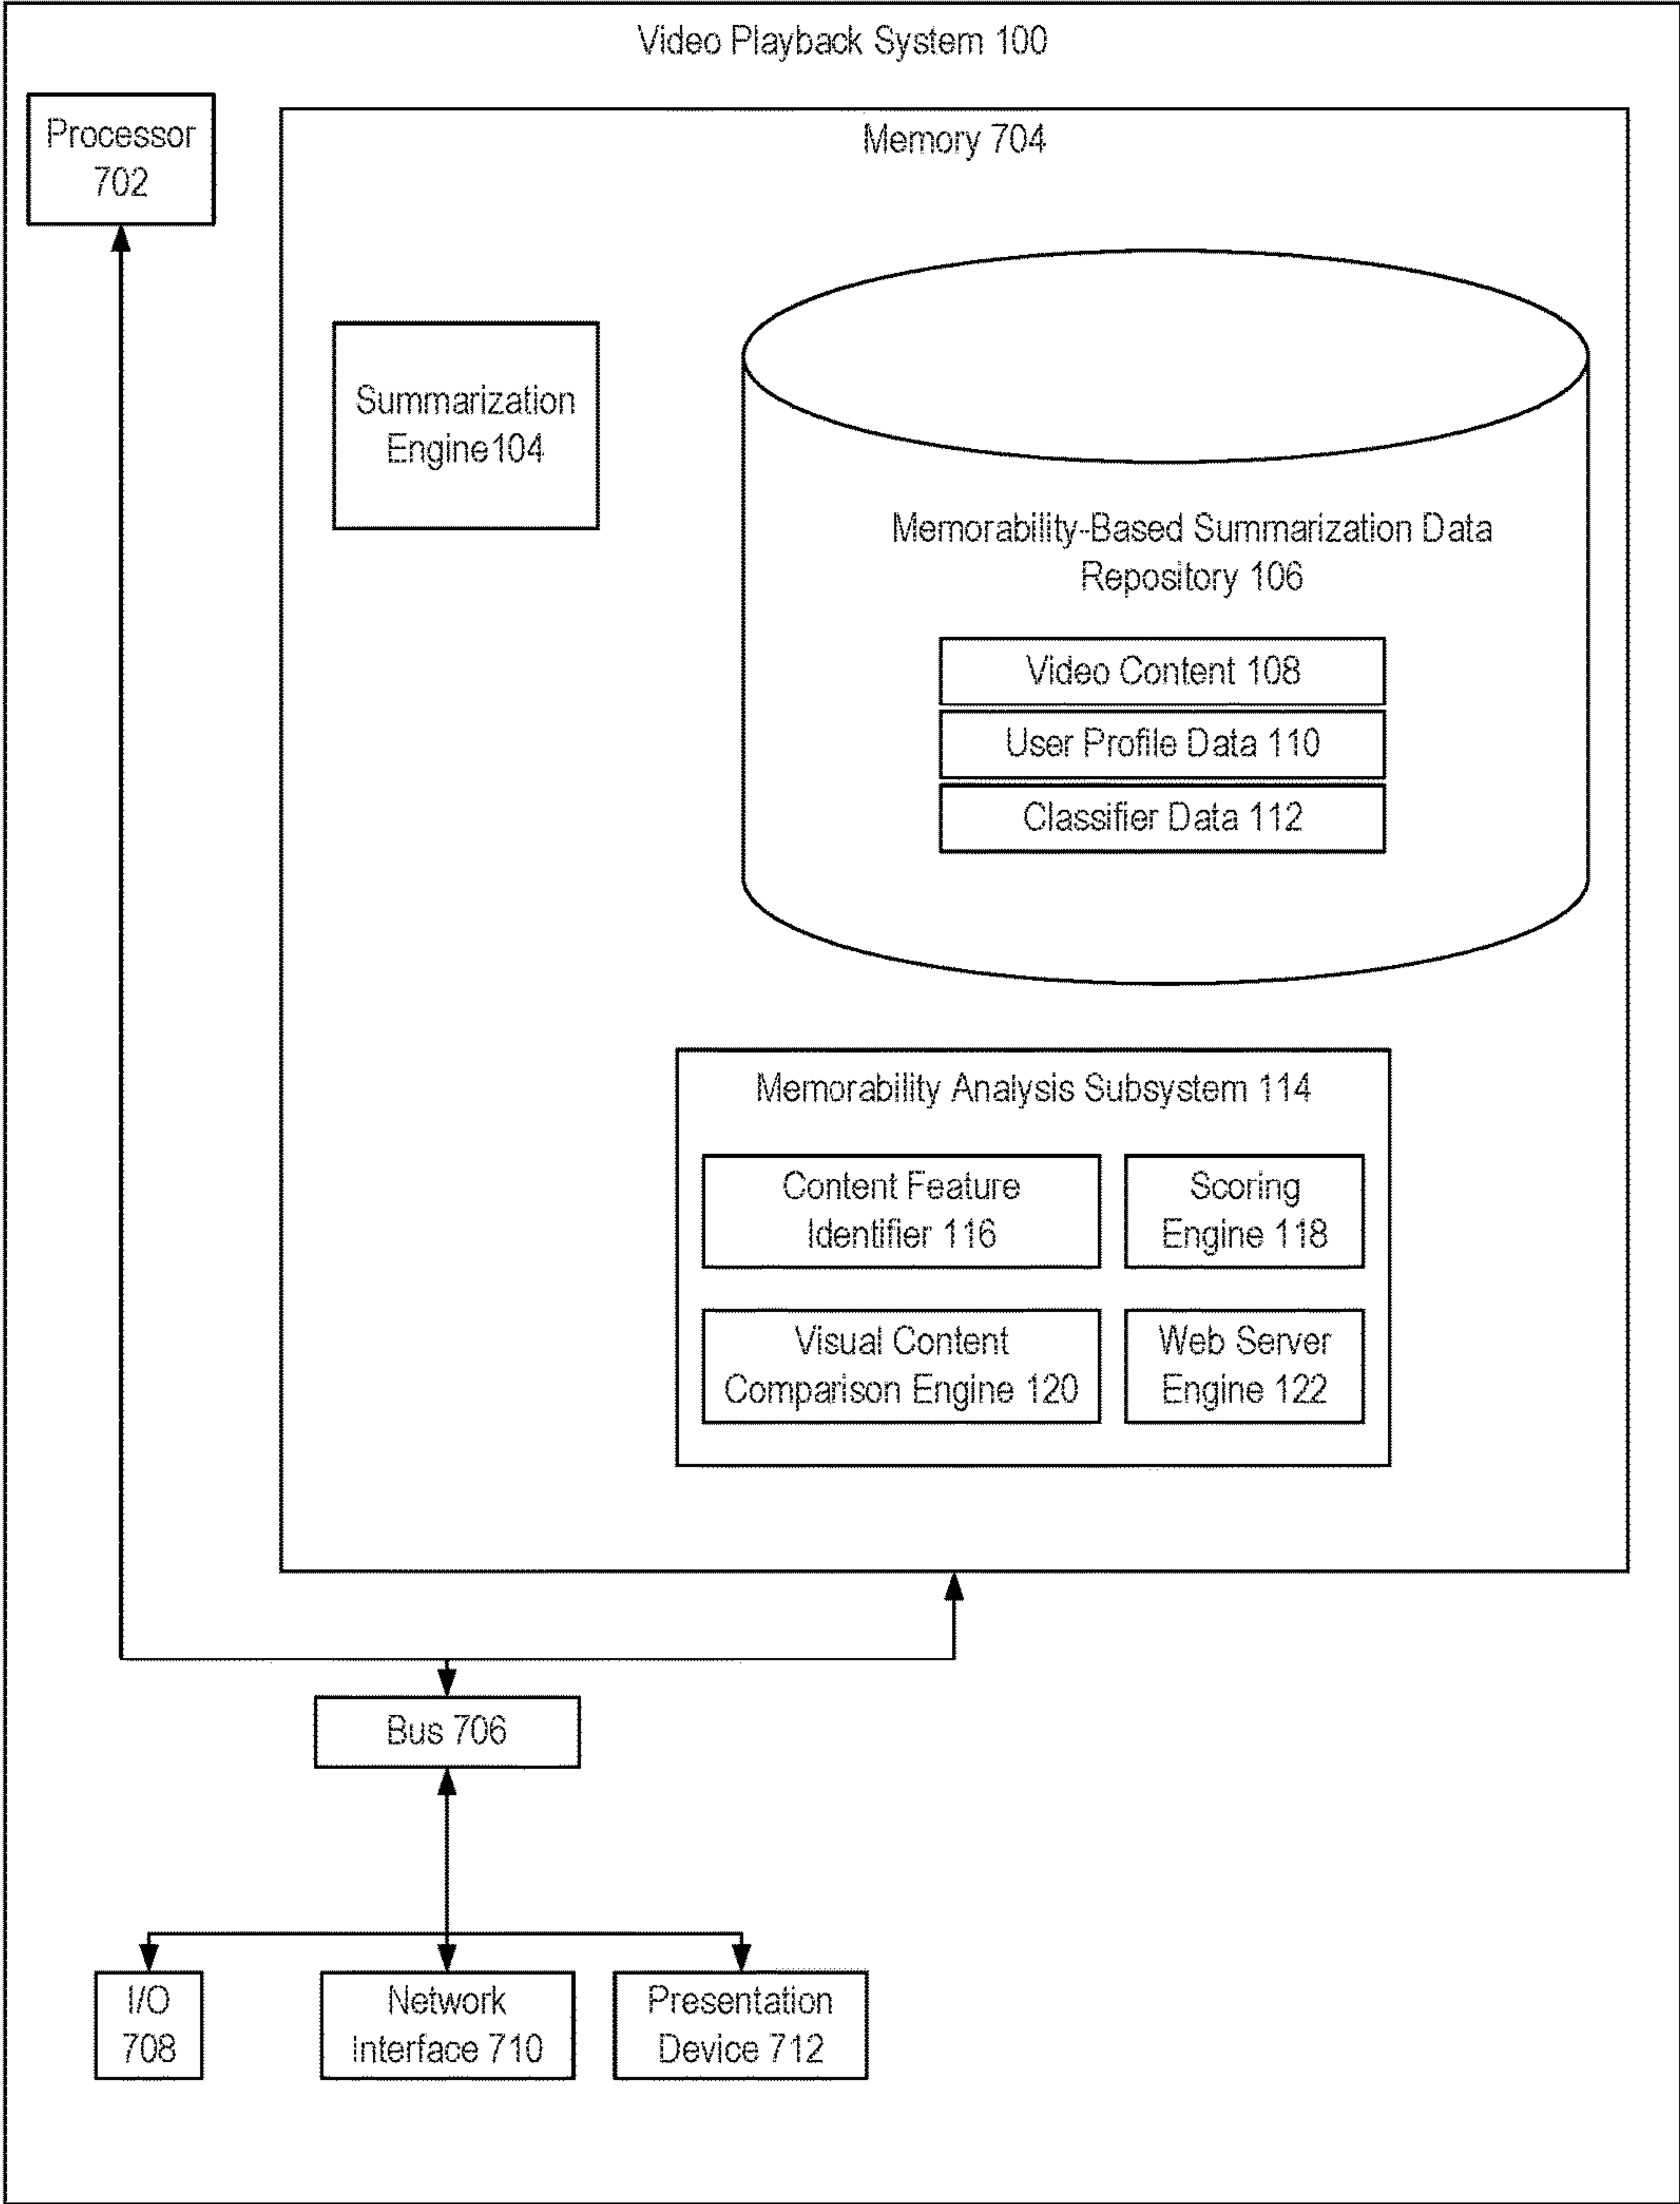 Video Playback System 100
Processor
702
Memory 704
Summarization
Engine104
Memorability-Based Summarization Data
Repository 106
Video Content 108
User Profile Data 110
Classifier Data 112
Memorability Analysis Subsystem 114
Content Feature
Identifier 116
Scoring
Engine 118
Visual Content
Comparison Engine 120
Web Server
Engine 122
Bus 706
I/O
708
Network
Interface 710
Presentation
Device 712